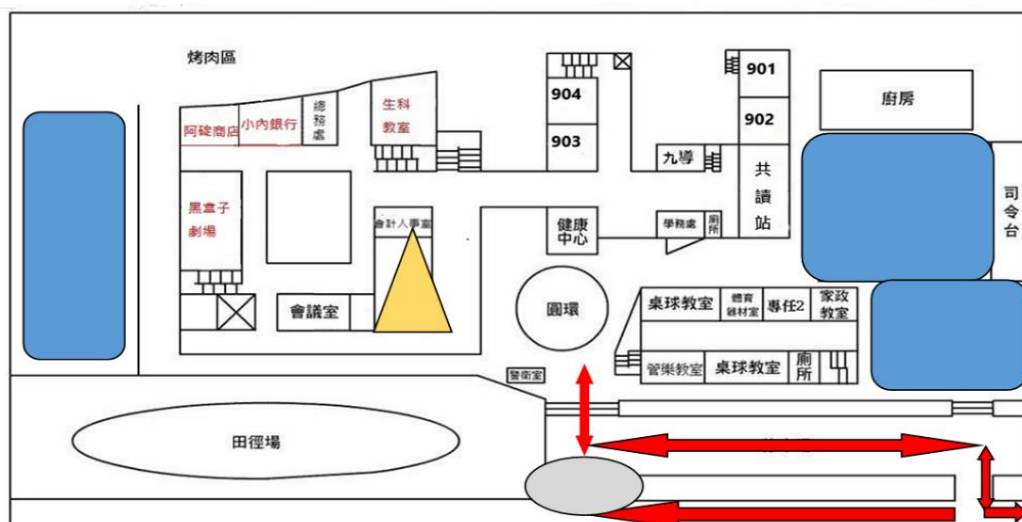 烤肉區
阿碇商店
小內銀行
總務處
生科
教室
904
903
901
902
廚房
九導
共讀站
司令台
黑盒子
劇場
會計人事室
健康
中心
學務處
廁所
會議室
圓環
桌球教室
體育
器材室
專任2
家政
教室
管樂教室
桌球教室
廁所
警衛室
田徑場